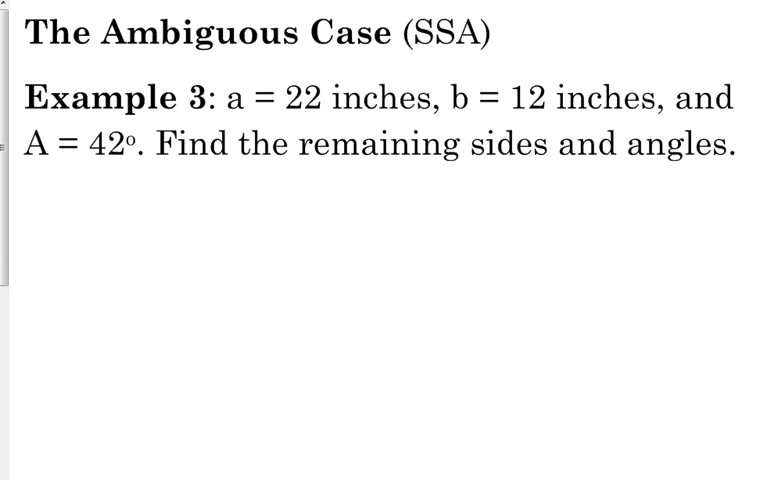 The Ambiguous Case (SSA)
Example 3: a = 22 inches, b = 12 inches, and
A = 42º. Find the remaining sides and angles.